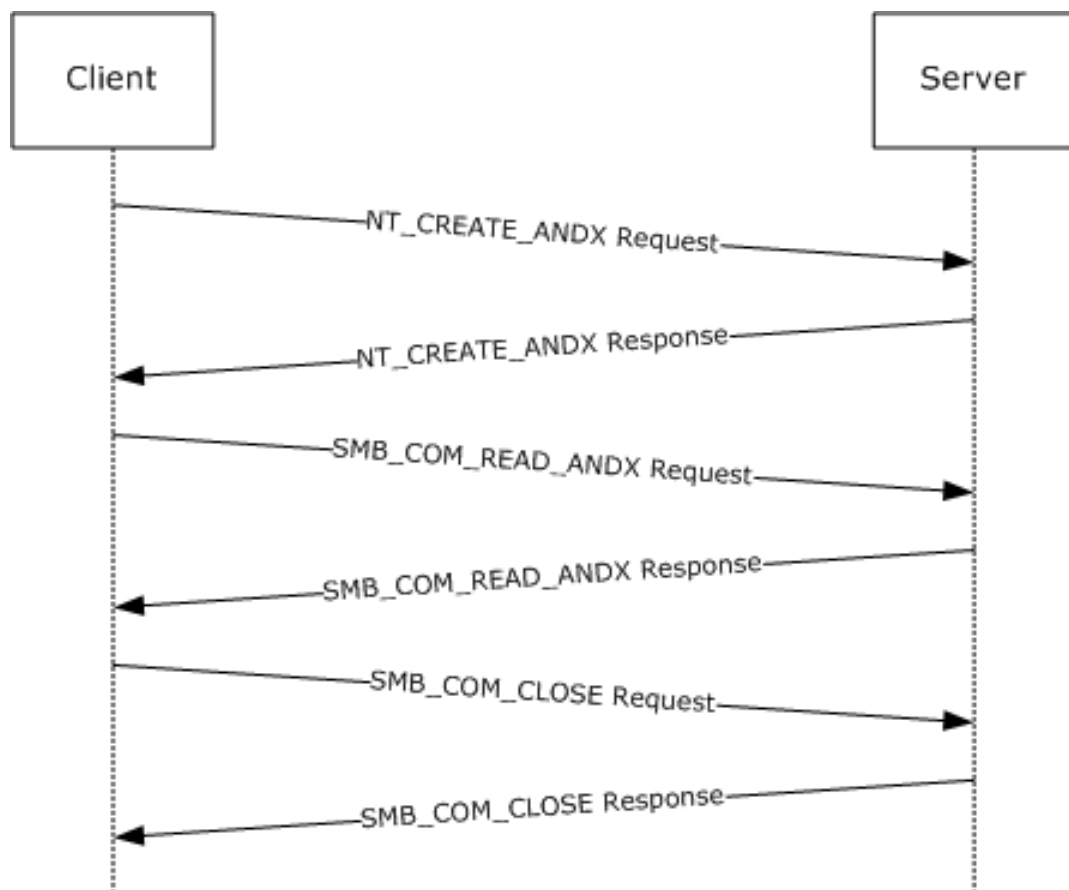 Client
Server
NT_CREATE_ANDX Request
NT_CREATE_ANDX Response
SMB_COM_READ_ANDX Request
SMB_COM_READ_ANDX Response
SMB_COM_CLOSE Request
SMB_COM_CLOSE Response